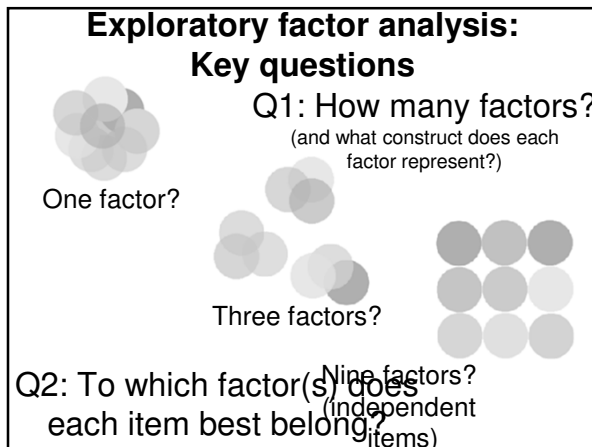 Exploratory factor analysis:
Key questions
Q1: How many factors?
(and what construct does each
factor represent?)
One factor?
Three factors?
Nine factors?
(independent
items)
Q2: To which factor(s) does
each item best belong?